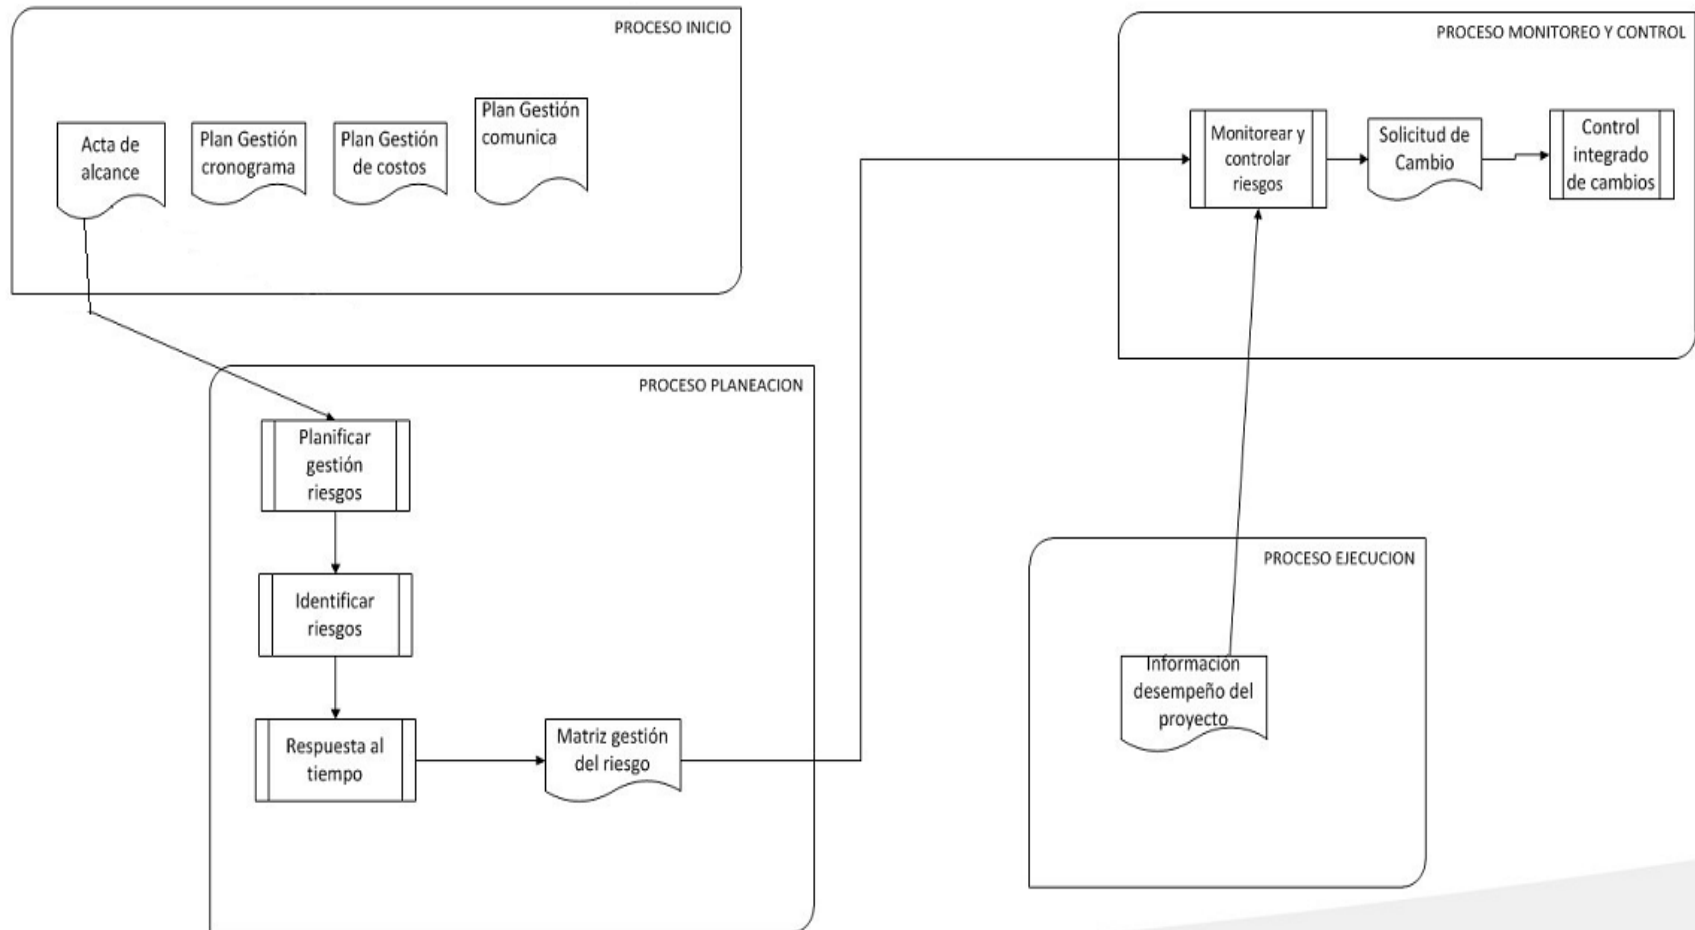 PROCESO INICIO
Acta de
alcance
Plan Gestión
cronograma
Plan Gestión
de costos
Plan Gestión
comunica
PROCESO MONITOREO Y CONTROL
Monitorear y
controlar
riesgos
Solicitud de
Cambio
Control
integrado
de cambios
PROCESO PLANEACION
Planificar
gestión
riesgos
Identificar
riesgos
Respuesta al
tiempo
Matriz gestión
del riesgo
PROCESO EJECUCION
Información
desempeño del
proyecto